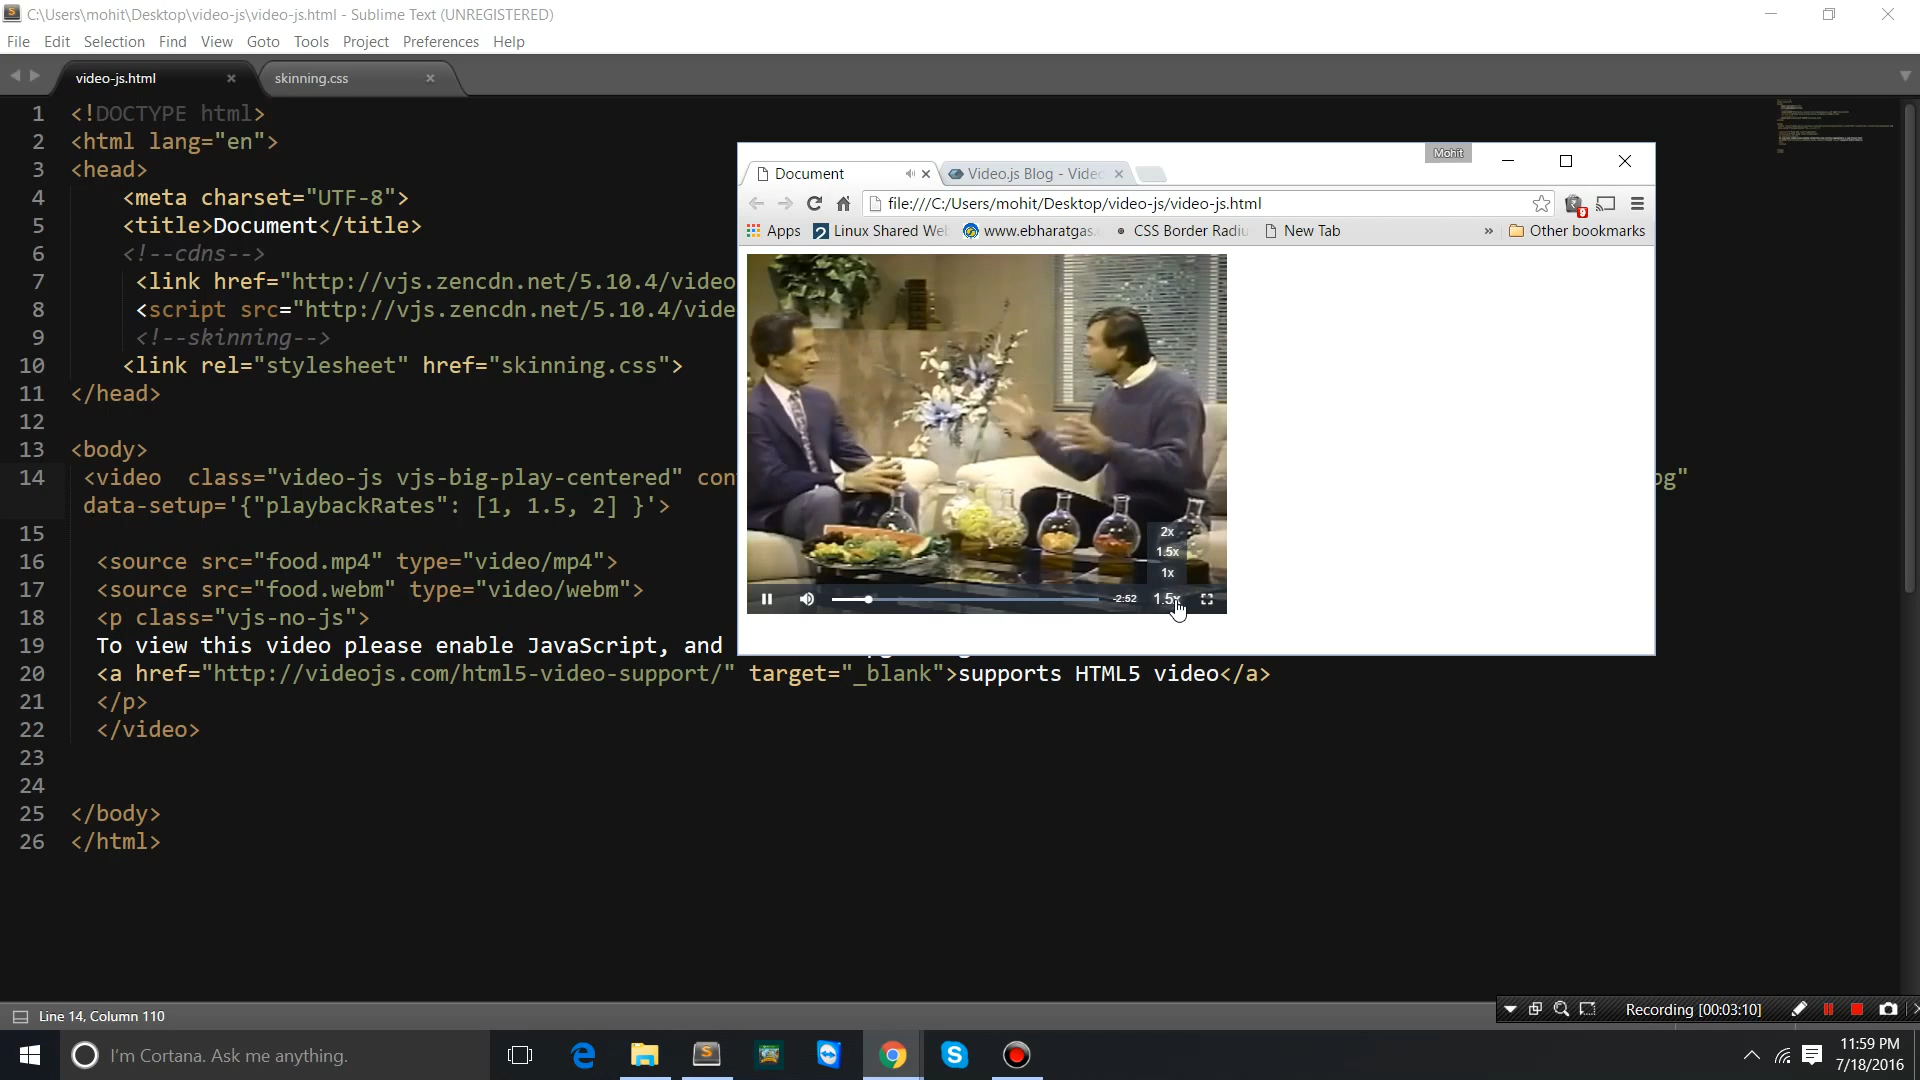 C:\Users\mohit\Desktop\video-js\video-js.html - Sublime Text (UNREGISTERED)
File Edit Selection Find View Goto Tools Project Preferences Help
video-js.html
skinning.css
1 <!DOCTYPE html>
2 <html lang="en">
3 <head>
4 <meta charset="UTF-8">
5 <title>Document</title>
6 <!--cdns-->
7 <link href="http://vjs.zencdn.net/5.10.4/video
8 <script src="http://vjs.zencdn.net/5.10.4/vide
9 <!--skinning-->
10 <link rel="stylesheet" href="skinning.css">
11 </head>
12
13 <body>
14 <video class="video-js vjs-big-play-centered" con
data-setup='{"playbackRates": [1, 1.5, 2] }'>
15
16 <source src="food.mp4" type="video/mp4">
17 <source src="food.webm" type="video/webm">
18 <p class="vjs-no-js">
19 To view this video please enable JavaScript, and
20 <a href="http://videojs.com/html5-video-support/" target="_blank">supports HTML5 video</a>
21 </p>
22 </video>
23
24
25 </body>
26 </html>
Mohit
Document
Video.js Blog - Video
file:///C:/Users/mohit/Desktop/video-js/video-js.html
Apps Linux Shared We www.ebharatgas. CSS Border Radiu New Tab » Other bookmarks
2x
1.5x
1x
-2:52 1.5x
Line 14, Column 110
Recording [00:03:10]
I'm Cortana. Ask me anything.
11:59 PM
7/18/2016